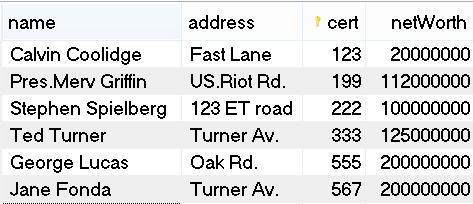 name address cert netWorth
Calvin Coolidge Fast Lane 123 20000000
Pres.Merv Griffin US.Riot Rd. 199 112000000
Stephen Spielberg 123 ET road 222 100000000
Ted Turner Turner Av. 333 125000000
George Lucas Oak Rd. 555 200000000
Jane Fonda Turner Av. 567 200000000